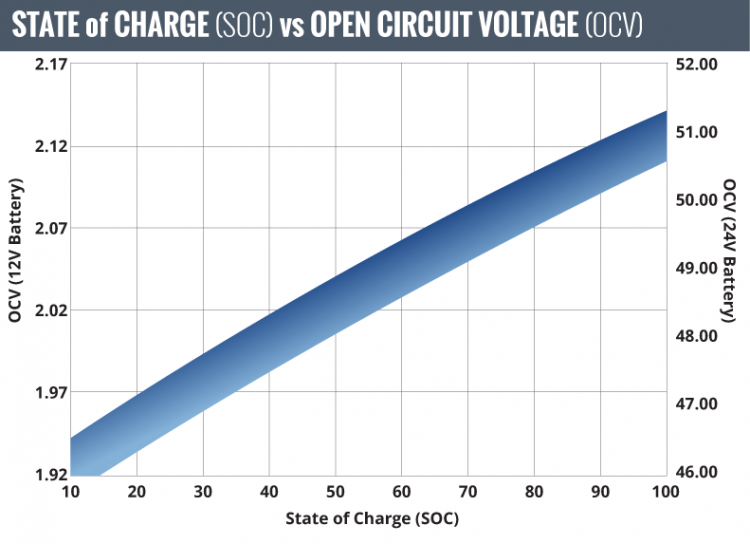 STATE of CHARGE (SOC) vs OPEN CIRCUIT VOLTAGE (OCV)
2.17
2.12
2.07
2.02
1.97
1.92
OCV (12V Battery)
52.00
51.00
50.00
49.00
48.00
47.00
46.00
OCV (24V Battery)
10 20 30 40 50 60 70 80 90 100
State of Charge (SOC)